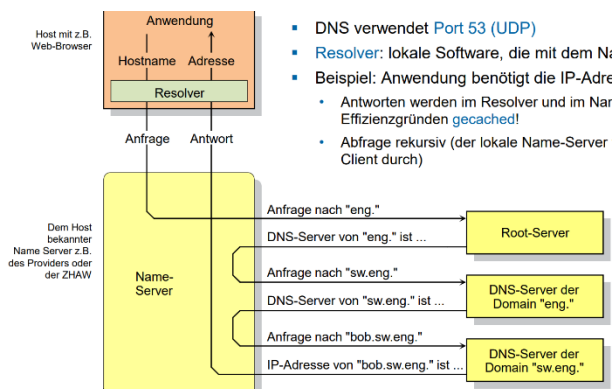 Host mit z.B.
Web-Browser
Anwendung
Hostname Adresse
Resolver
Anfrage Antwort
▪ DNS verwendet Port 53 (UDP)
▪ Resolver: lokale Software, die mit dem
▪ Beispiel: Anwendung benötigt die
• Antworten werden im Resolver und im
Effizienzgründen gecached!
• Abfrage rekursiv (der lokale Name-Server
Client durch)
Dem Host
bekannter
Name Server z.B.
des Providers oder
der ZHAW
Name-
Server
Anfrage nach "eng."
DNS-Server von "eng." ist ...
Root-Server
Anfrage nach "sw.eng."
DNS-Server von "sw.eng." ist ...
DNS-Server der
Domain "eng."
Anfrage nach "bob.sw.eng."
IP-Adresse von "bob.sw.eng." ist ...
DNS-Server der
Domain "sw.eng."